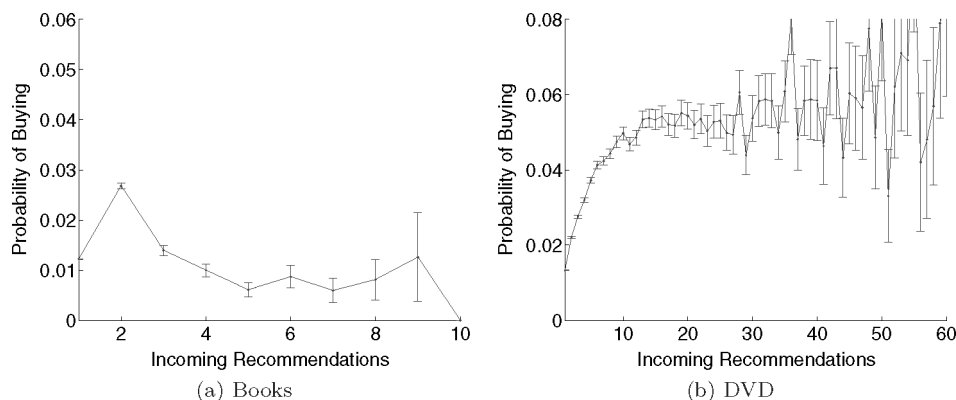 0.06
0.05
0.04
0.03
0.02
0.01
0
Probability of Buying
2 4 6 8 10
Incoming Recommendations
(a) Books
0.08
0.06
0.04
0.02
0
Probability of Buying
10 20 30 40 50 60
Incoming Recommendations
(b) DVD